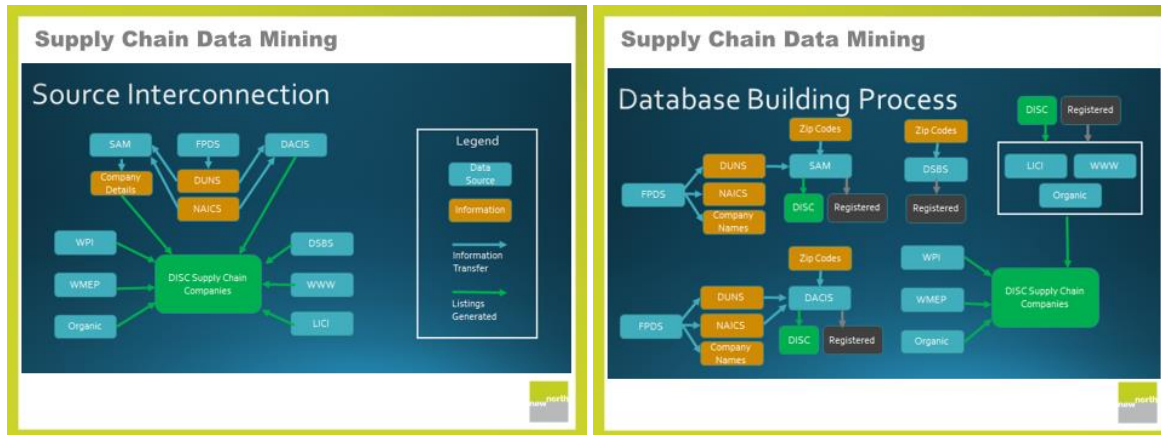 Supply Chain Data Mining
Source Interconnection
SAM
FPDS
DACIS
Company
Details
DUNS
NAICS
WPI
WMEP
Organic
DISC Supply Chain
Companies
DSBS
WWW
LICI
Legend
Data
Source
Information
Information
Transfer
Listings
Generated
new north
Supply Chain Data Mining
Database Building Process
Zip Codes
Zip Codes
DISC
Registered
FPDS
DUNS
NAICS
Company
Names
SAM
DISC
Registered
DSBS
Registered
LICI
WWW
Organic
Zip Codes
FPDS
DUNS
NAICS
Company
Names
DACIS
DISC
Registered
WPI
WMEP
Organic
DISC Supply Chain
Companies
new north